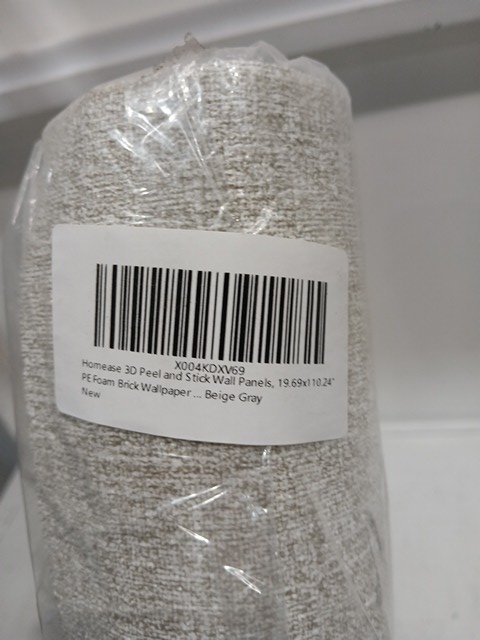 X004KDXV69
Homease 3D Peel and Stick Wall Panels, 19.69x110.24"
PE Foam Brick Wallpaper ... Beige Gray
New